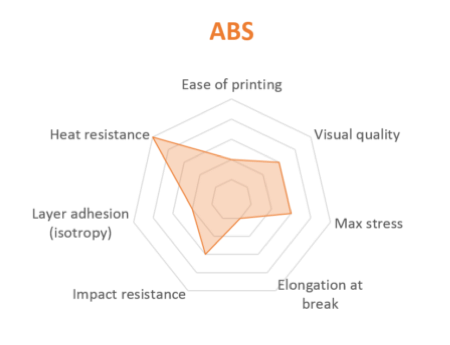 ABS
Ease of printing
Heat resistance
Visual quality
Layer adhesion
(isotropy)
Max stress
Impact resistance
Elongation at
break